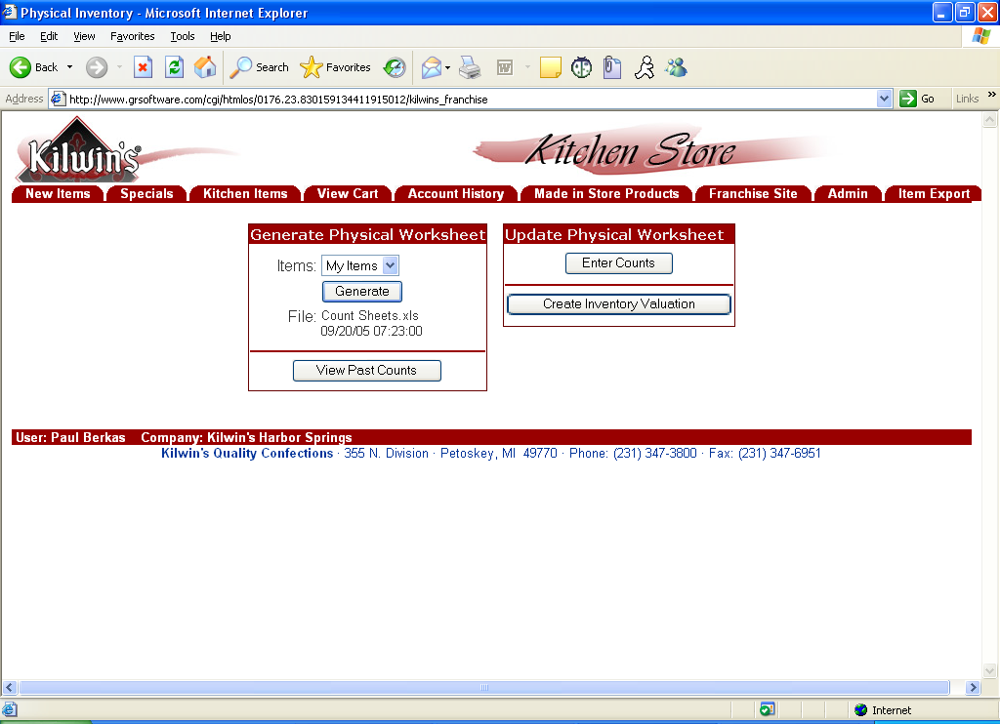 Physical Inventory - Microsoft Internet Explorer
File Edit View Favorites Tools Help
Back Search Favorites
Address http://www.grsoftware.com/cgi/htmlos/0176.23.830159134411915012/kilwins_franchise Go Links »
Kilwin's® Kitchen Store
New Items Specials Kitchen Items View Cart Account History Made in Store Products Franchise Site Admin Item Export
Generate Physical Worksheet
Items: My Items
Generate
File: Count Sheets.xls
09/20/05 07:23:00
View Past Counts
Update Physical Worksheet
Enter Counts
Create Inventory Valuation
User: Paul Berkas Company: Kilwin's Harbor Springs
Kilwin's Quality Confections · 355 N. Division · Petoskey, MI 49770 · Phone: (231) 347-3800 · Fax: (231) 347-6951
Internet